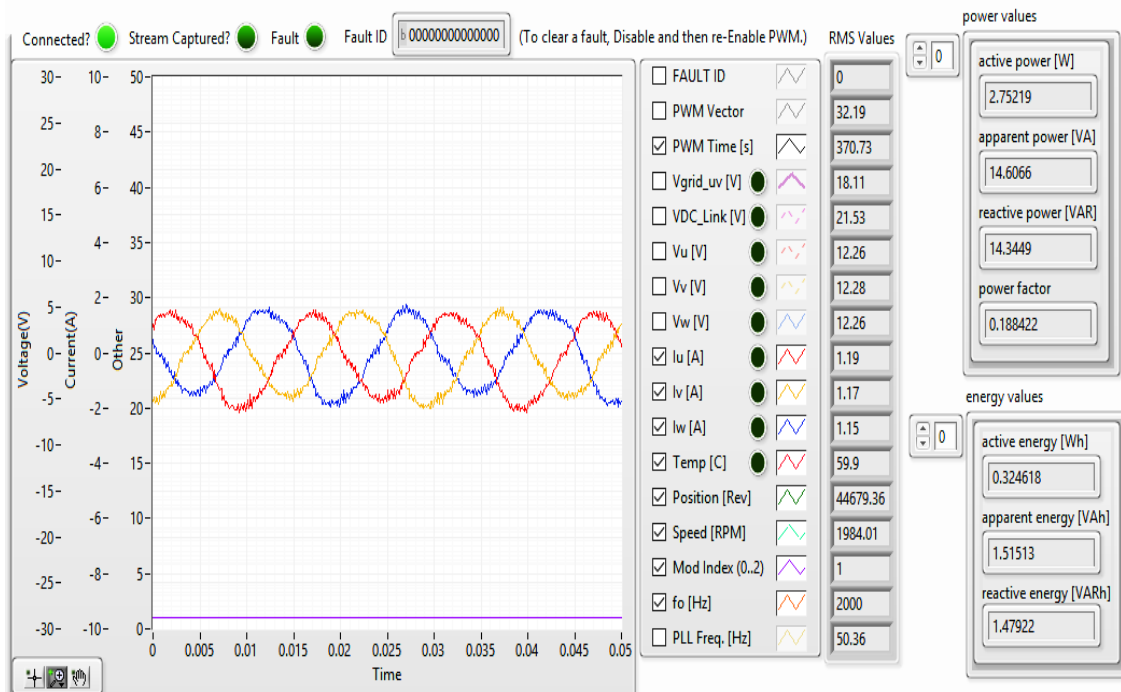 power values
Connected? Stream Captured? Fault Fault ID b 00000000000000 (To clear a fault, Disable and then re-Enable PWM.) RMS Values 0
30 10 50 FAULT ID 0 active power [W]
2.75219
25 8 45 PWM Vector 32.19
apparent power [VA]
20 6 40 PWM Time [s] 370.73
14.6066
15 Vgrid_uv [V] 18.11
reactive power [VAR]
10 4 35 VDC_Link [V] 21.53
14.3449
Vu [V] 12.26
power factor
5 2 30 Vv [V] 12.28
0.188422
Vw [V] 12.26
0 0 25 Iu [A] 1.19
Voltage(V) Current(A) Other
-5 -2 20 Iv [A] 1.17
energy values
-10 Iw [A] 1.15 0
active energy [Wh]
-15 -4 15 Temp [C] 59.9
0.324618
-20 -6 10 Position [Rev] 44679.36
apparent energy [VAh]
Speed [RPM] 1984.01
1.51513
-25 -8 5 Mod Index (0..2) 1
reactive energy [VARh]
fo [Hz] 2000
1.47922
-30 -10 0 PLL Freq. [Hz] 50.36
0 0.005 0.01 0.015 0.02 0.025 0.03 0.035 0.04 0.045 0.05
Time